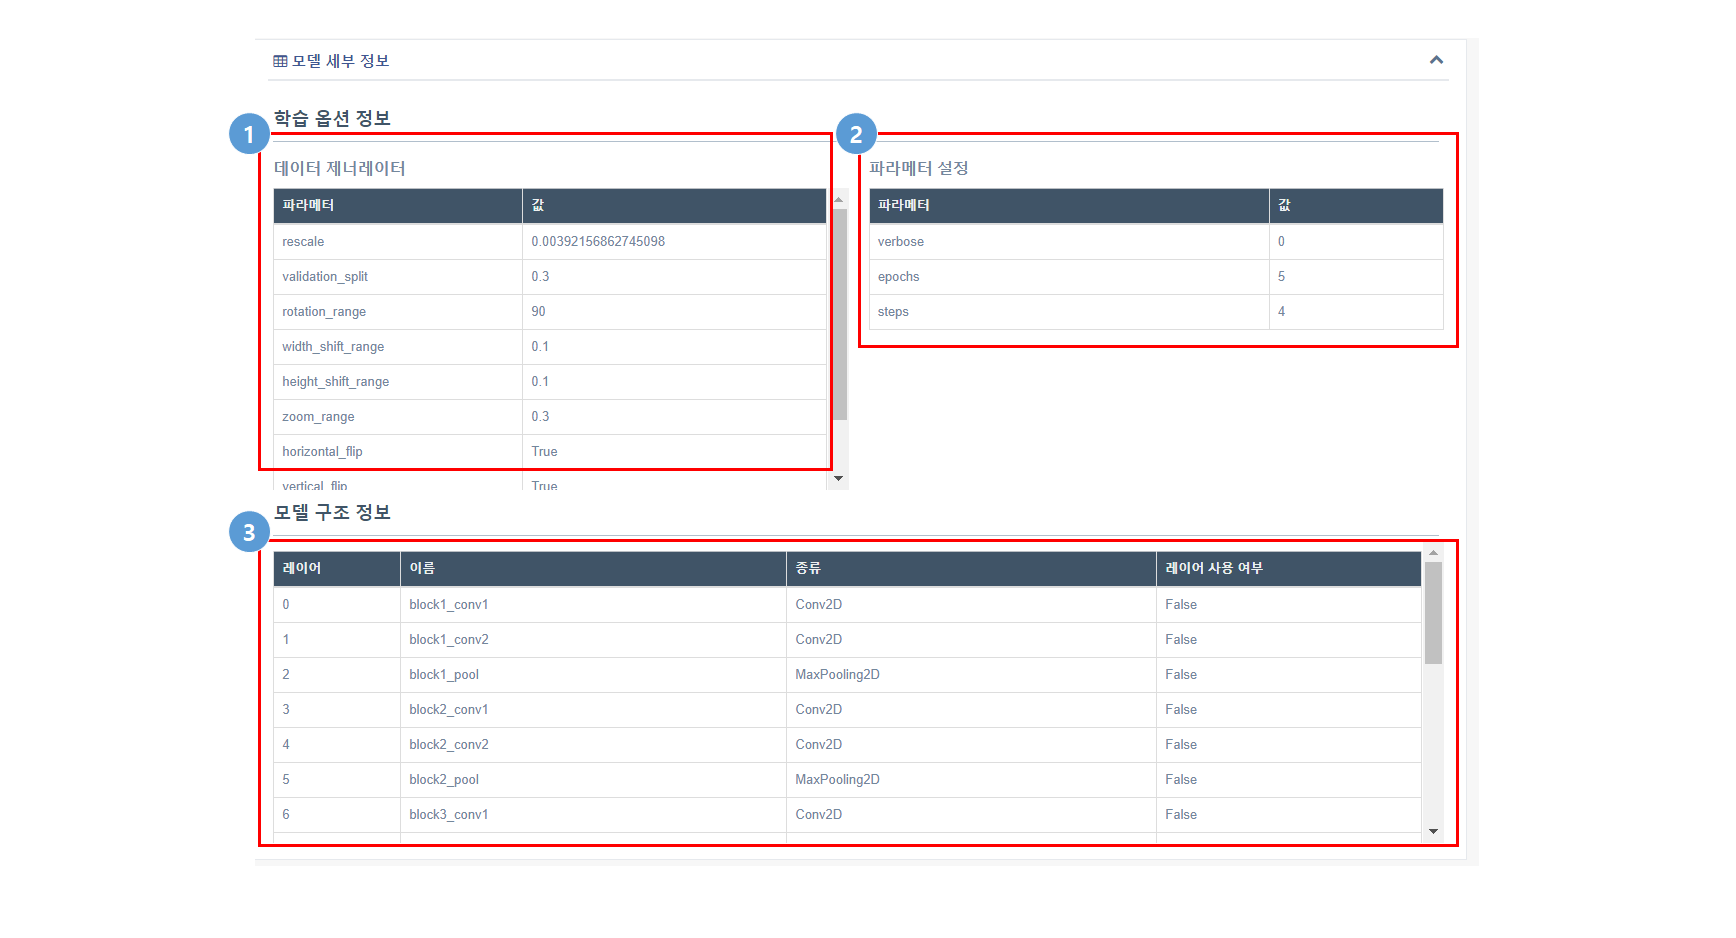 모델 세부 정보
학습 옵션 정보
1
데이터 제너레이터
파라메터 값
rescale 0.00392156862745098
validation_split 0.3
rotation_range 90
width_shift_range 0.1
height_shift_range 0.1
zoom_range 0.3
horizontal_flip True
vertical_flip True
2
파라메터 설정
파라메터 값
verbose 0
epochs 5
steps 4
모델 구조 정보
3
레이어 이름 종류 레이어 사용 여부
0 block1_conv1 Conv2D False
1 block1_conv2 Conv2D False
2 block1_pool MaxPooling2D False
3 block2_conv1 Conv2D False
4 block2_conv2 Conv2D False
5 block2_pool MaxPooling2D False
6 block3_conv1 Conv2D False